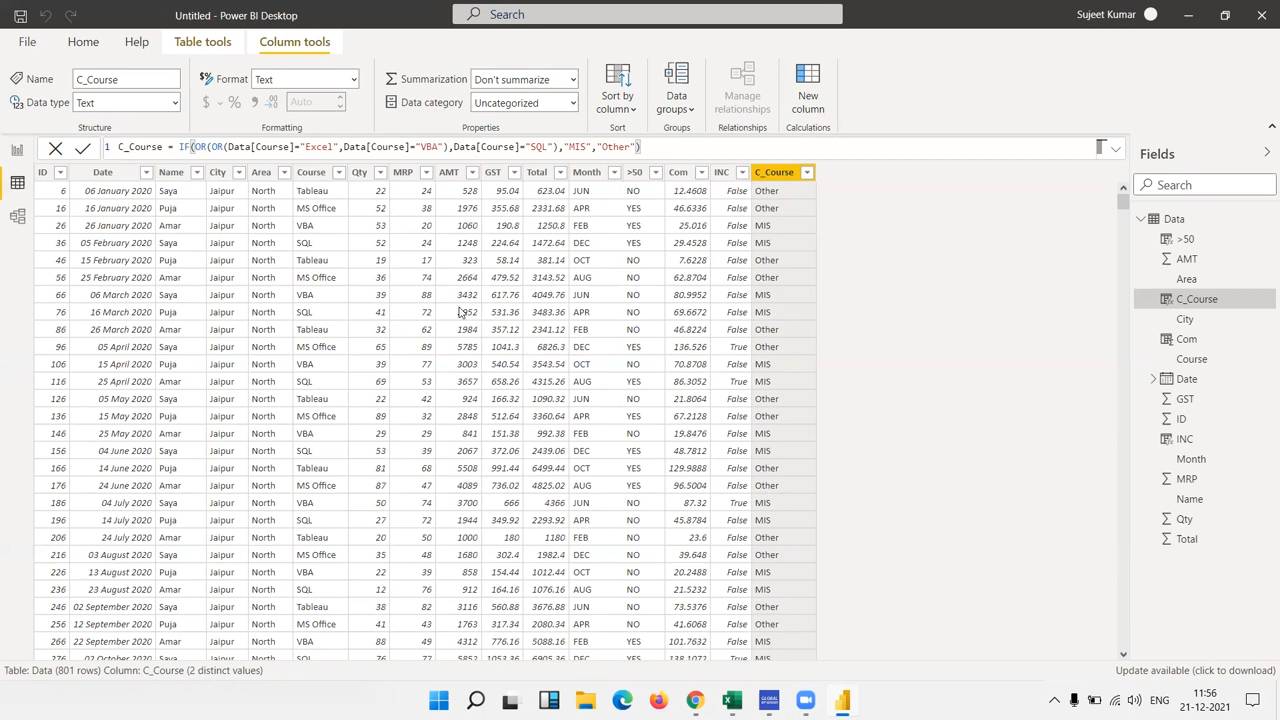 Untitled - Power BI Desktop
Search
Sujeet Kumar
File
Home
Help
Table tools
Column tools
Name
C_Course
Format
Text
Summarization
Don't summarize
Data type
Text
$
%
Auto
Data category
Uncategorized
Sort by
column
Data
groups
Manage
relationships
New
column
Structure
Formatting
Properties
Sort
Groups
Relationships
Calculations
1 C_Course = IF(OR(OR(Data[Course]="Excel",Data[Course]="VBA"),Data[Course]="SQL"),"MIS","Other")
ID Date Name City Area Course Qty MRP AMT GST Total Month >50 Com INC C_Course
06 January 2020 Saya Jaipur North Tableau 22 24 528 95.04 623.04 JUN NO 12.4608 False Other
16 16 January 2020 Puja Jaipur North MS Office 52 38 1976 355.68 2331.68 APR YES 46.6336 False Other
26 26 January 2020 Amar Jaipur North VBA 53 20 1060 190.8 1250.8 FEB YES 25.016 False MIS
36 05 February 2020 Saya Jaipur North SQL 52 24 1248 224.64 1472.64 DEC YES 29.4528 False MIS
46 15 February 2020 Puja Jaipur North Tableau 19 17 323 58.14 381.14 OCT NO 7.6228 False Other
56 25 February 2020 Amar Jaipur North MS Office 36 74 2664 479.52 3143.52 AUG NO 62.8704 False Other
66 06 March 2020 Saya Jaipur North VBA 39 88 3432 617.76 4049.76 JUN NO 80.9952 False MIS
76 16 March 2020 Puja Jaipur North SQL 41 72 531.36 3483.36 APR NO 69.6672 False MIS
86 26 March 2020 Amar Jaipur North Tableau 32 62 1984 357.12 2341.12 FEB NO 46.8224 False Other
96 05 April 2020 Saya Jaipur North MS Office 65 89 5785 1041.3 6826.3 DEC YES 136.526 True Other
106 15 April 2020 Puja Jaipur North VBA 39 77 3003 540.54 3543.54 OCT NO 70.8708 False MIS
116 25 April 2020 Amar Jaipur North SQL 69 53 3657 658.26 4315.26 AUG YES 86.3052 True MIS
126 05 May 2020 Saya Jaipur North Tableau 22 42 924 166.32 1090.32 JUN NO 21.8064 False Other
136 15 May 2020 Puja Jaipur North MS Office 89 32 2848 512.64 3360.64 APR YES 67.2128 False Other
146 25 May 2020 Amar Jaipur North VBA 29 29 841 151.38 992.38 FEB NO 19.8476 False MIS
156 04 June 2020 Saya Jaipur North SQL 53 39 2067 372.06 2439.06 DEC YES 48.7812 False MIS
166 14 June 2020 Puja Jaipur North Tableau 81 68 5508 991.44 6499.44 OCT YES 129.9888 False Other
176 24 June 2020 Amar Jaipur North MS Office 87 47 4089 736.02 4825.02 AUG YES 96.5004 False Other
186 04 July 2020 Saya Jaipur North VBA 50 74 3700 666 4366 JUN NO 87.32 True MIS
196 14 July 2020 Puja Jaipur North SQL 27 72 1944 349.92 2293.92 APR NO 45.8784 False MIS
206 24 July 2020 Amar Jaipur North Tableau 20 50 1000 180 1180 FEB NO 23.6 False Other
216 03 August 2020 Saya Jaipur North MS Office 35 48 1680 302.4 1982.4 DEC NO 39.648 False Other
226 13 August 2020 Puja Jaipur North VBA 22 39 858 154.44 1012.44 OCT NO 20.2488 False MIS
236 23 August 2020 Amar Jaipur North SQL 12 76 912 164.16 1076.16 AUG NO 21.5232 False MIS
246 02 September 2020 Saya Jaipur North Tableau 38 82 3116 560.88 3676.88 JUN NO 73.5376 False Other
256 12 September 2020 Puja Jaipur North MS Office 41 43 1763 317.34 2080.34 APR NO 41.6068 False Other
266 22 September 2020 Amar Jaipur North VBA 88 49 4312 776.16 5088.16 FEB YES 101.7632 False MIS
276 02 October 2020 Saya Jaipur North SQL 76 77 5852 1053.36 6905.36 DEC YES 138.1072 True MIS
Fields
Search
Data
>50
AMT
Area
C_Course
City
Com
Course
Date
GST
ID
INC
Month
MRP
Name
Qty
Total
Table: Data (801 rows) Column: C_Course (2 distinct values)
Update available (click to download)
ENG
11:56
21-12-2021